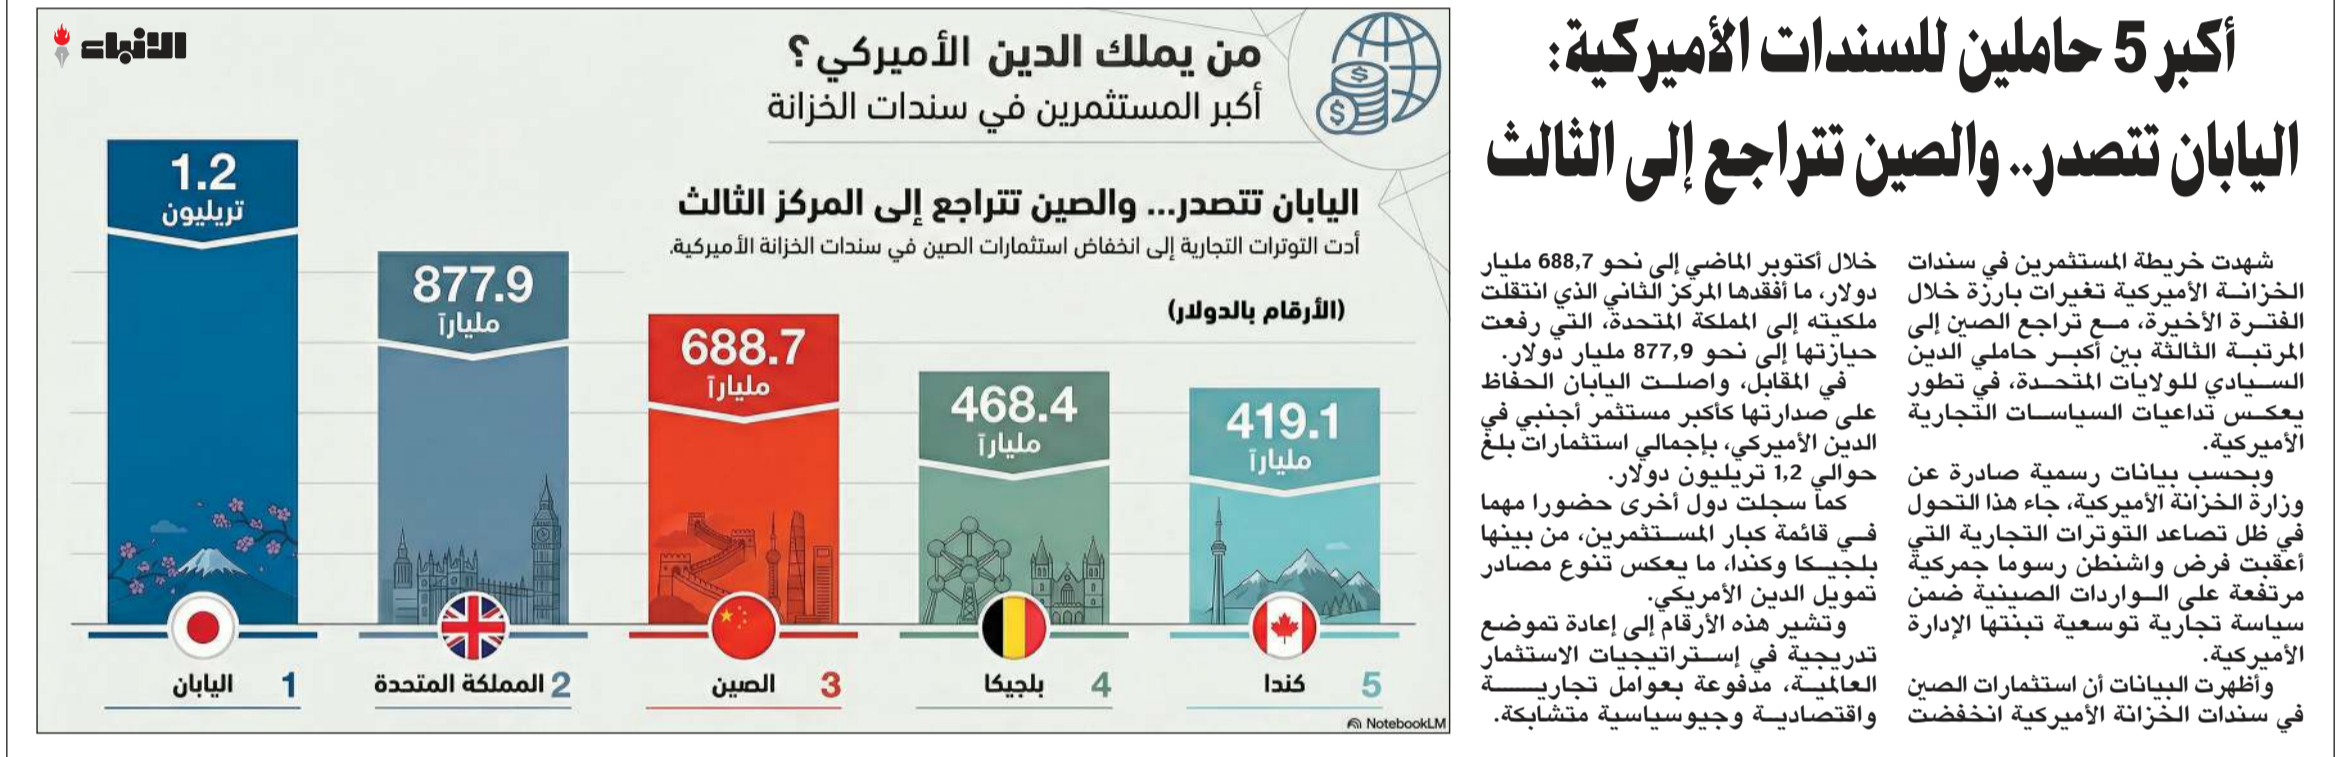 أكبر 5 حاملين للسندات الأميركية:
اليابان تتصدر.. والصين تتراجع إلى الثالث
شهدت خريطة المستثمرين في سندات
الخزانة الأميركية تغيرات بارزة خلال
الفترة الأخيرة، مع تراجع الصين إلى
المرتبة الثالثة بين أكبر حاملي الدين
السيادي للولايات المتحدة، في تطور
يعكس تداعيات السياسات التجارية
الأميركية.
وبحسب بيانات رسمية صادرة عن
وزارة الخزانة الأميركية، جاء هذا التحول
في ظل تصاعد التوترات التجارية التي
أعقبت فرض واشنطن رسوما جمركية
مرتفعة على الواردات الصينية ضمن
سياسة تجارية توسعية تبنتها الإدارة
الأميركية.
وأظهرت البيانات أن استثمارات الصين
في سندات الخزانة الأميركية انخفضت
خلال أكتوبر الماضي إلى نحو 688,7 مليار
دولار، ما أفقدها المركز الثاني الذي انتقلت
ملكيته إلى المملكة المتحدة، التي رفعت
حيازتها إلى نحو 877,9 مليار دولار.
في المقابل، واصلت اليابان الحفاظ
على صدارتها كأكبر مستثمر أجنبي في
الدين الأميركي، بإجمالي استثمارات بلغ
حوالي 1,2 تريليون دولار.
كما سجلت دول أخرى حضورا مهما
في قائمة كبار المستثمرين، من بينها
بلجيكا وكندا، ما يعكس تنوع مصادر
تمويل الدين الأمريكي.
وتشير هذه الأرقام إلى إعادة تموضع
تدريجية في إستراتيجيات الاستثمار
العالمية، مدفوعة بعوامل تجارية
واقتصادية وجيوسياسية متشابكة.
الأنباء
من يملك الدين الأميركي ؟
أكبر المستثمرين في سندات الخزانة
اليابان تتصدر... والصين تتراجع إلى المركز الثالث
أدت التوترات التجارية إلى انخفاض استثمارات الصين في سندات الخزانة الأميركية.
(الأرقام بالدولار)
1.2
تريليون
877.9
ملياراً
688.7
ملياراً
468.4
ملياراً
419.1
ملياراً
1 اليابان
2 المملكة المتحدة
3 الصين
4 بلجيكا
5 كندا
NotebookLM